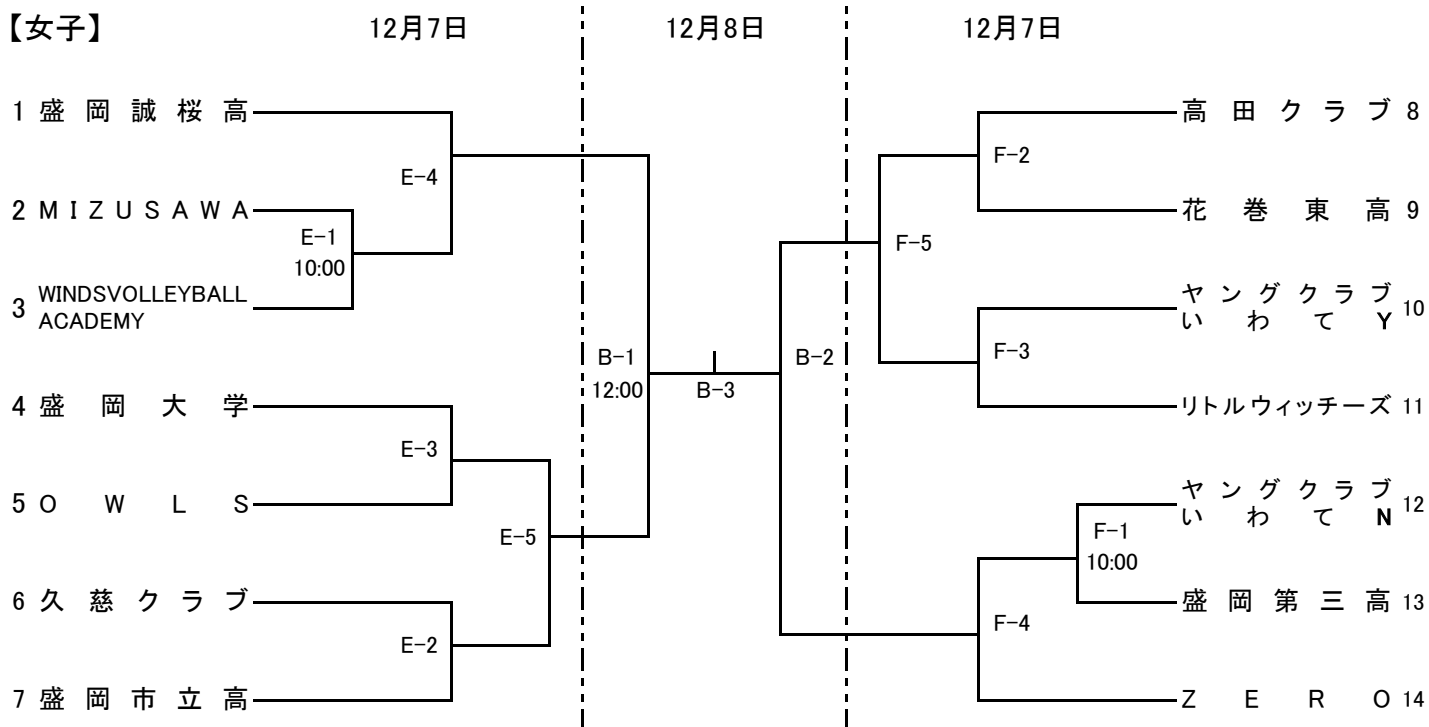 【女子】 12月7日 12月8日 12月7日
1 盛岡誠桜高
2 MIZUSAWA
3 WINDSVOLLEYBALL
ACADEMY
4 盛岡大学
5 OWLS
6 久慈クラブ
7 盛岡市立高
E-4
E-1
10:00
E-3
E-5
E-2
B-1
12:00
B-3
B-2
F-2
F-5
F-3
F-1
10:00
F-4
高田クラブ 8
花巻東高 9
ヤングクラブ
いわてY 10
リトルウィッチーズ 11
ヤングクラブ
いわてN 12
盛岡第三高 13
ZERO 14